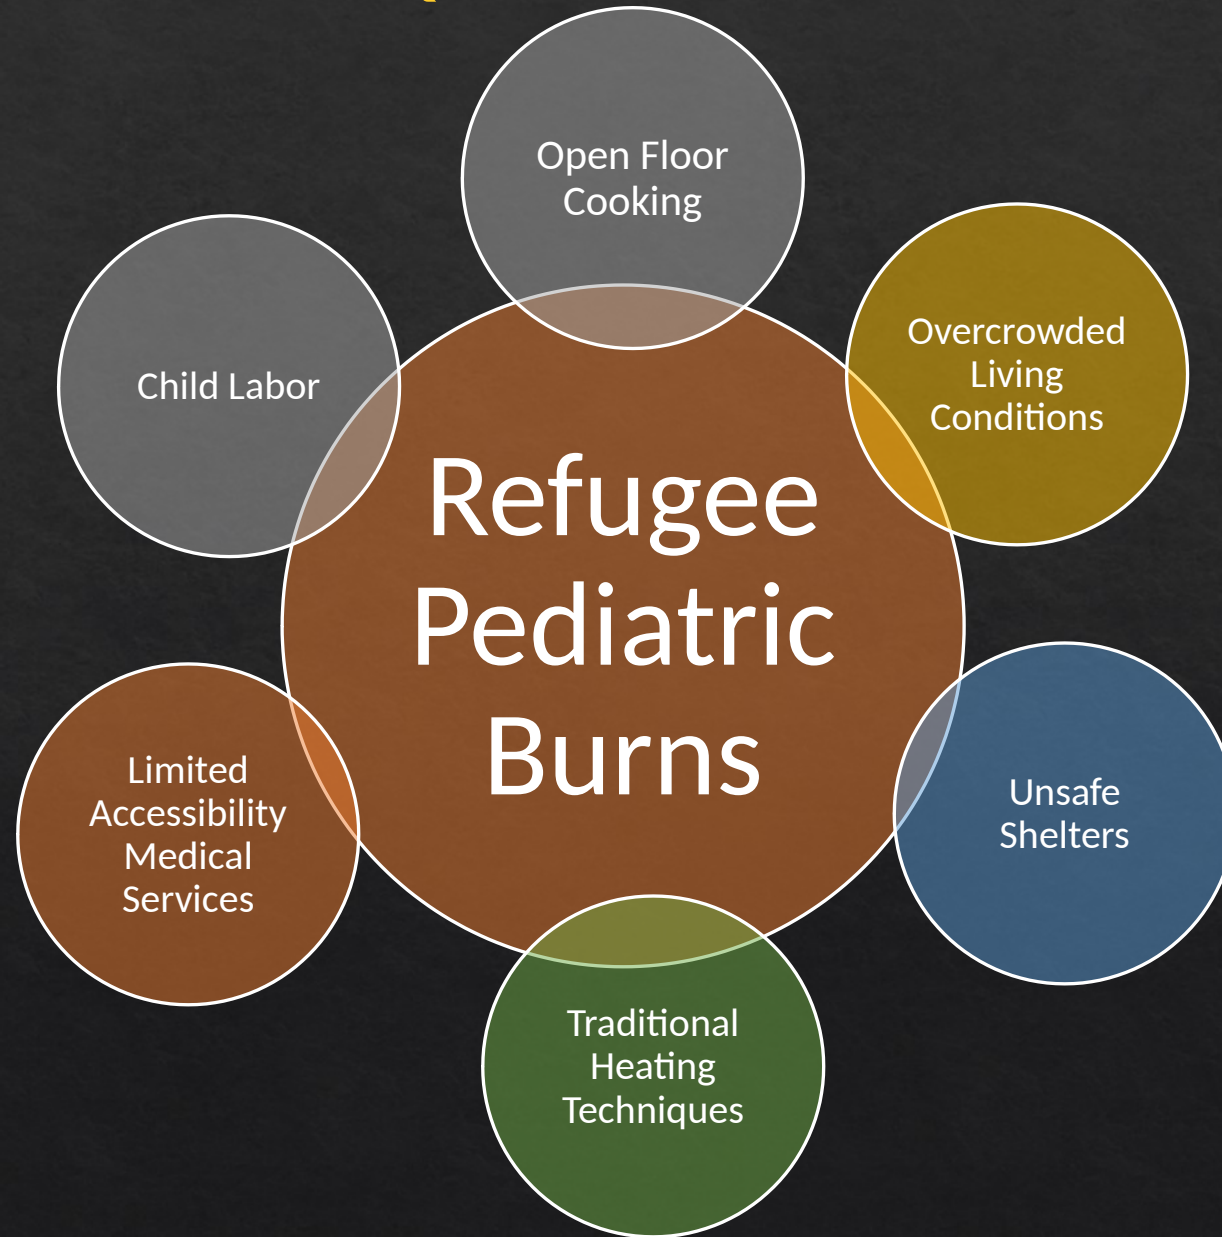 Open Floor
Cooking
Overcrowded
Living
Conditions
Child Labor
Refugee
Pediatric
Burns
Unsafe
Shelters
Limited
Accessibility
Medical
Services
Traditional
Heating
Techniques